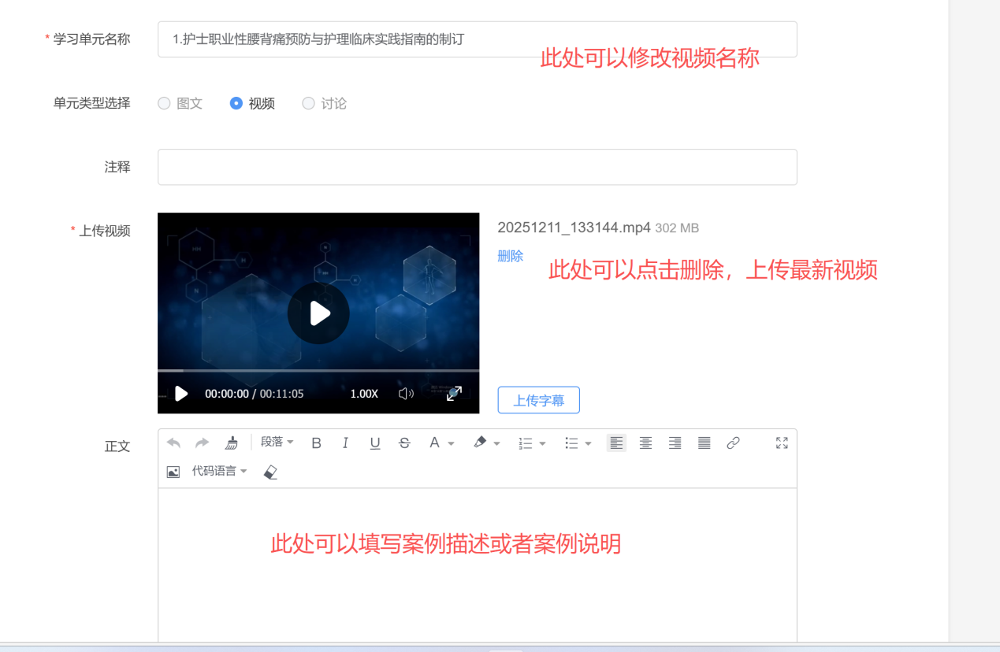 * 学习单元名称
1.护士职业性腰背痛预防与护理临床实践指南的制订
此处可以修改视频名称
单元类型选择
图文 视频 讨论
注释
* 上传视频
20251211_133144.mp4 302 MB
删除
此处可以点击删除，上传最新视频
HH
H
HH
H
N
00:00:00 / 00:11:05 1.00X
上传字幕
正文
段落 B I U S A
代码语言
此处可以填写案例描述或者案例说明